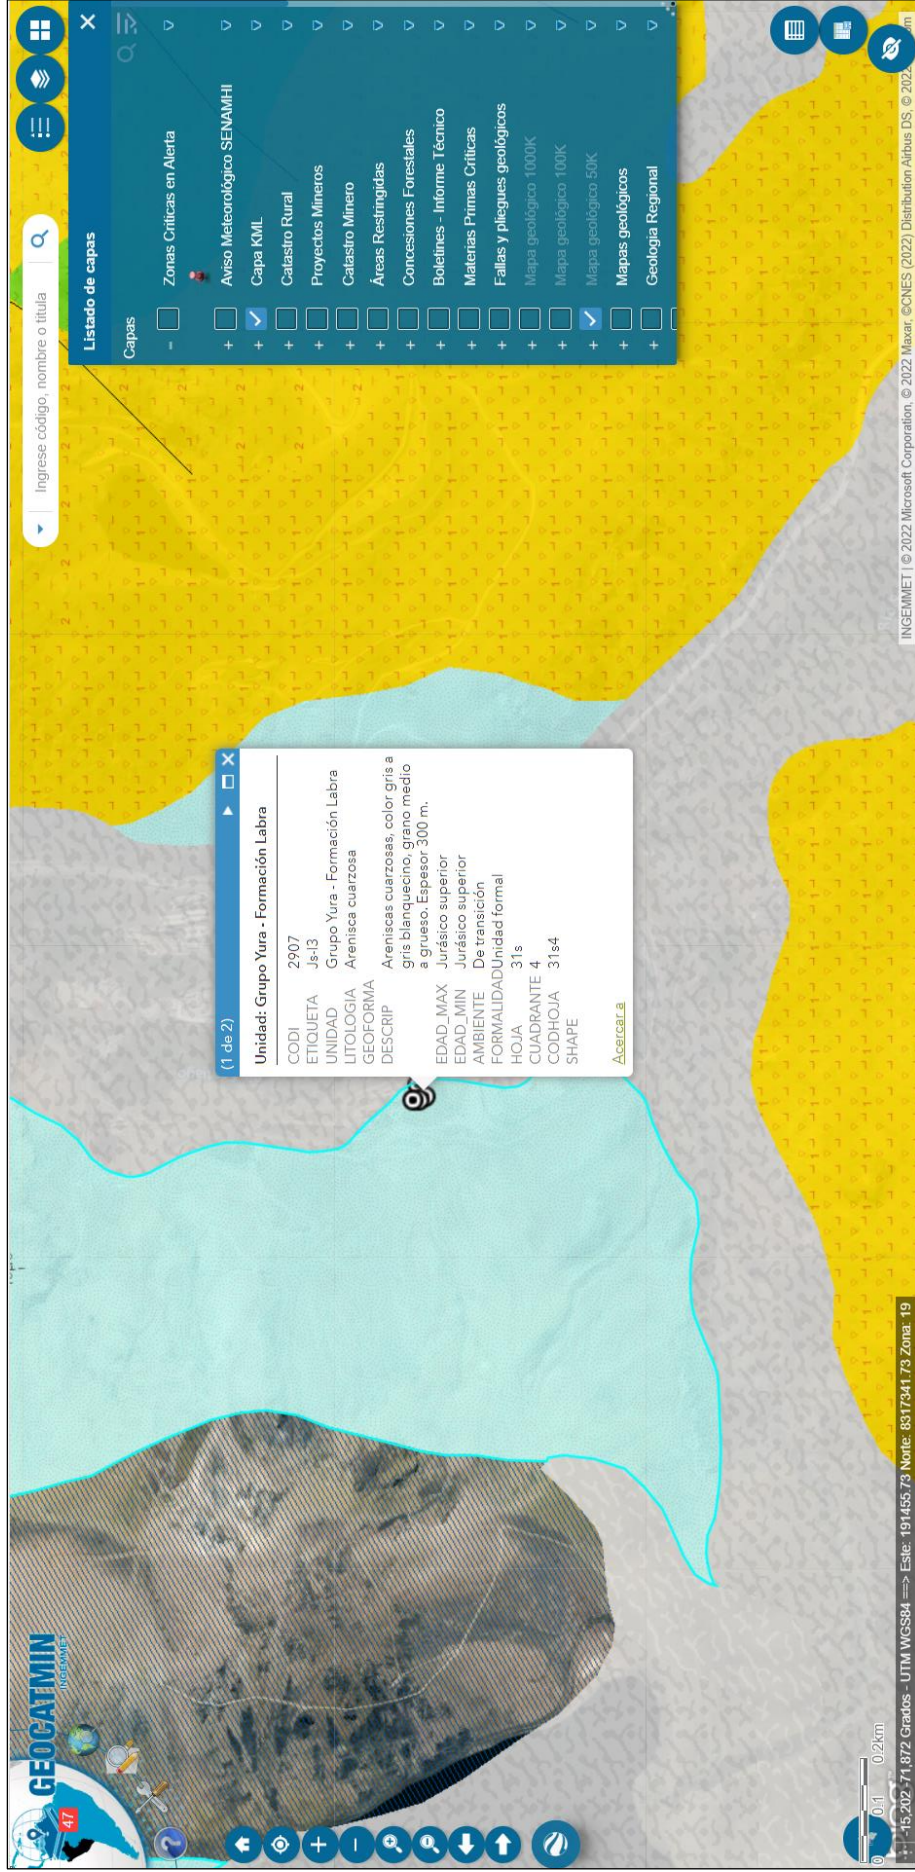 GEOCATMIN
INGEMMET
47
Ingrese código, nombre o titula
Listado de capas
Capas
Zonas Críticas en Alerta
Aviso Meteorológico SENAMHI
Capa KML
Catastro Rural
Proyectos Mineros
Catastro Minero
Áreas Restringidas
Concesiones Forestales
Boletines - Informe Técnico
Materias Primas Críticas
Fallas y pliegues geológicos
Mapa geológico 1000K
Mapa geológico 100K
Mapa geológico 50K
Mapas geológicos
Geología Regional
(1 de 2)
Unidad: Grupo Yura - Formación Labra
CODI 2907
ETIQUETA Js-l3
UNIDAD Grupo Yura - Formación Labra
LITOLOGIA Arenisca cuarzosa
GEOFORMA
DESCRIP Areniscas cuarzosas, color gris a
gris blanquecino, grano medio
a grueso. Espesor 300 m.
EDAD_MAX Jurásico superior
EDAD_MIN Jurásico superior
AMBIENTE De transición
FORMALIDAD Unidad formal
HOJA 31s
CUADRANTE 4
CODHOJA 31s4
SHAPE
Acercar a
0 0.1 0.2km
-15,202 -71,872 Grados - UTM WGS84 ==> Este: 191455.73 Norte: 8317341.73 Zona: 19
INGEMMET | © 2022 Microsoft Corporation, © 2022 Maxar, ©CNES (2022) Distribution Airbus DS, © 2022